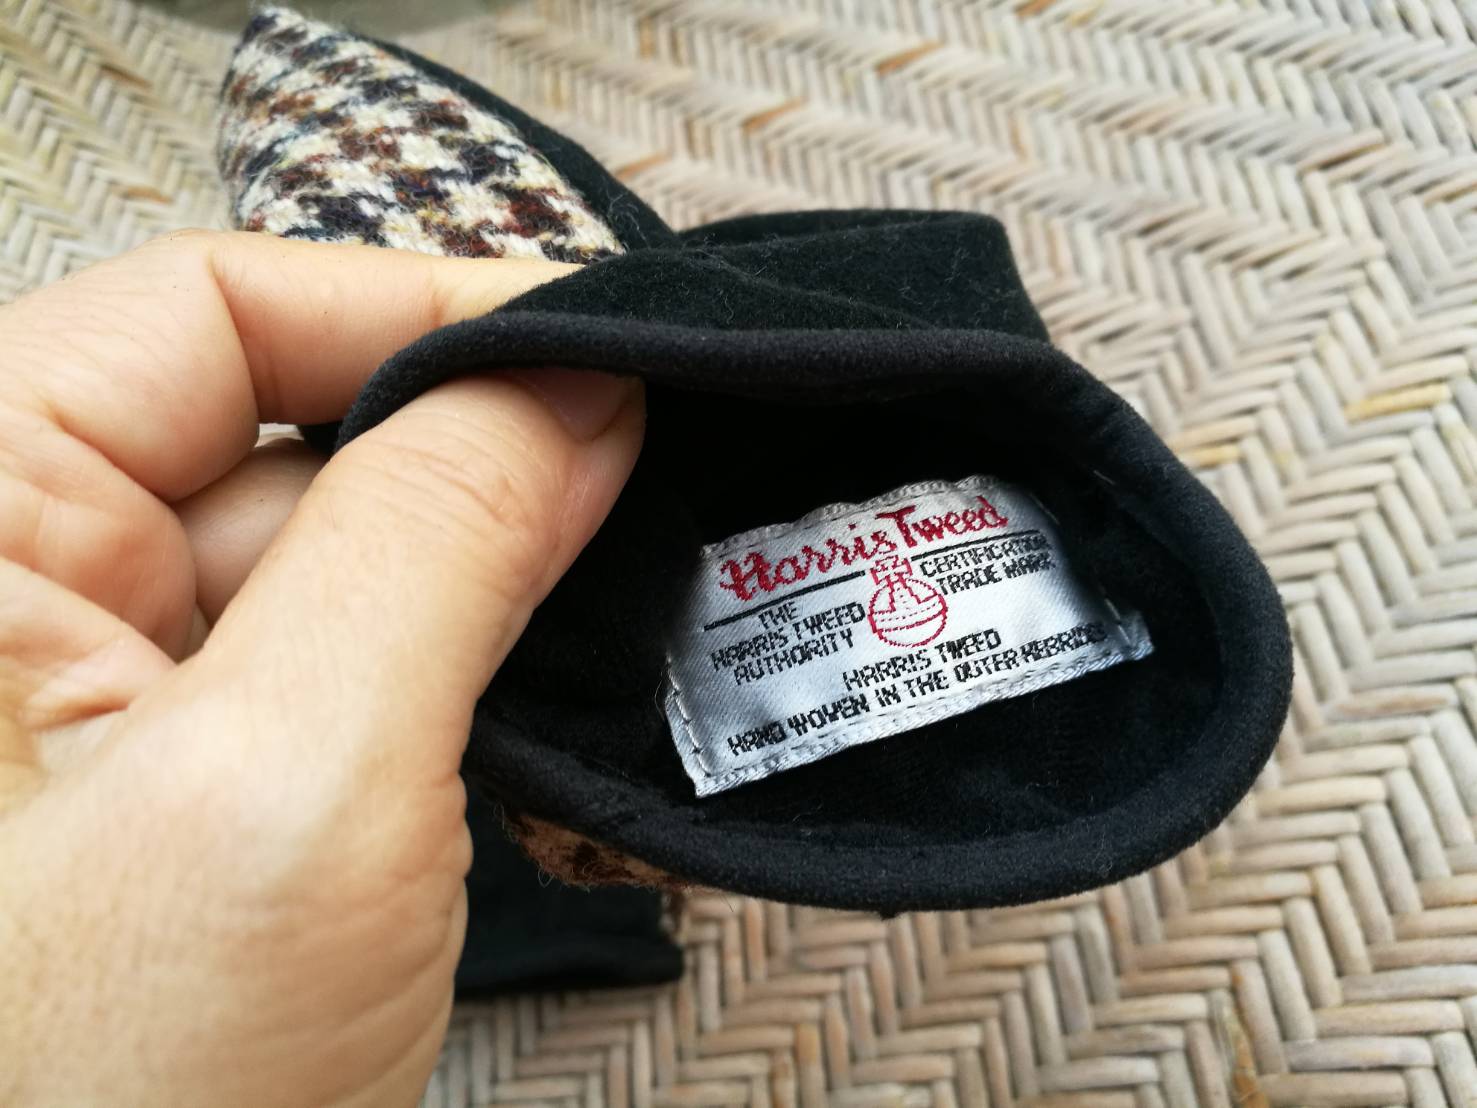 Harris Tweed
THE
HARRIS TWEED
AUTHORITY
CERTIFICATION
TRADE MARK
HARRIS TWEED
HAND WOVEN IN THE OUTER HEBRIDES